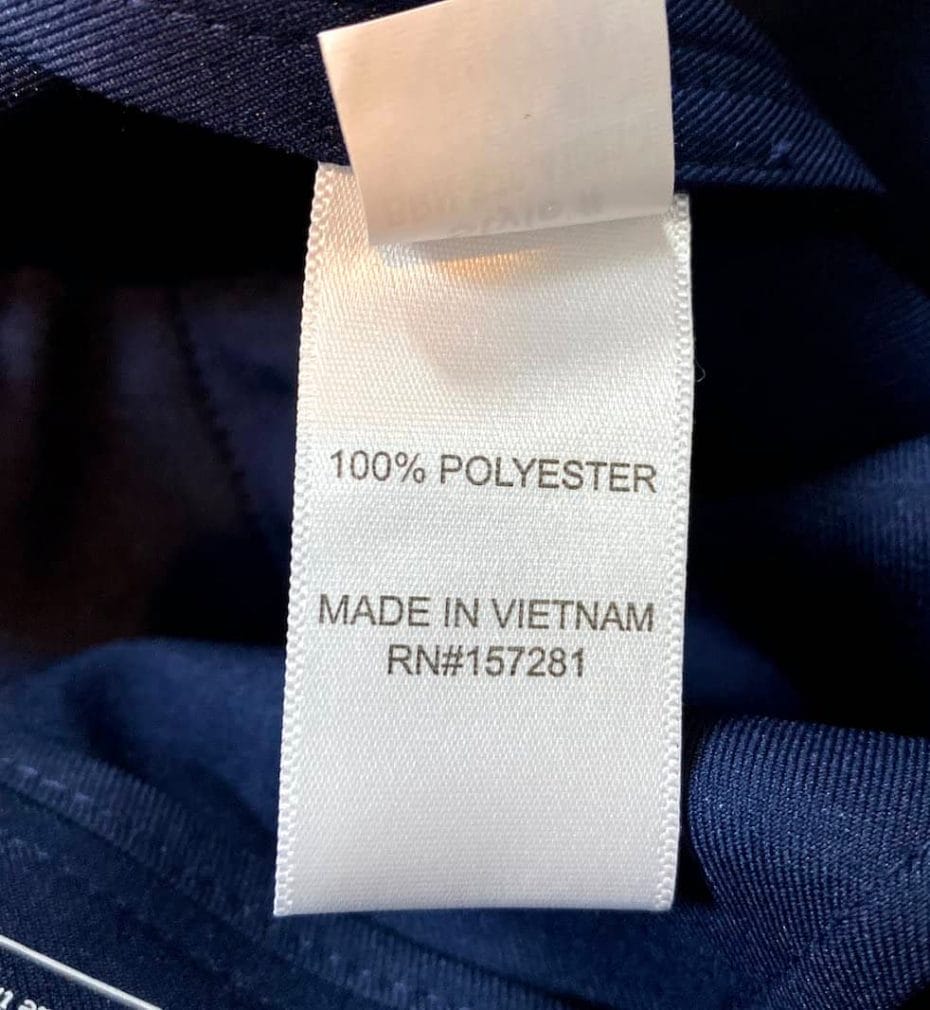 100% POLYESTER
MADE IN VIETNAM
RN#157281